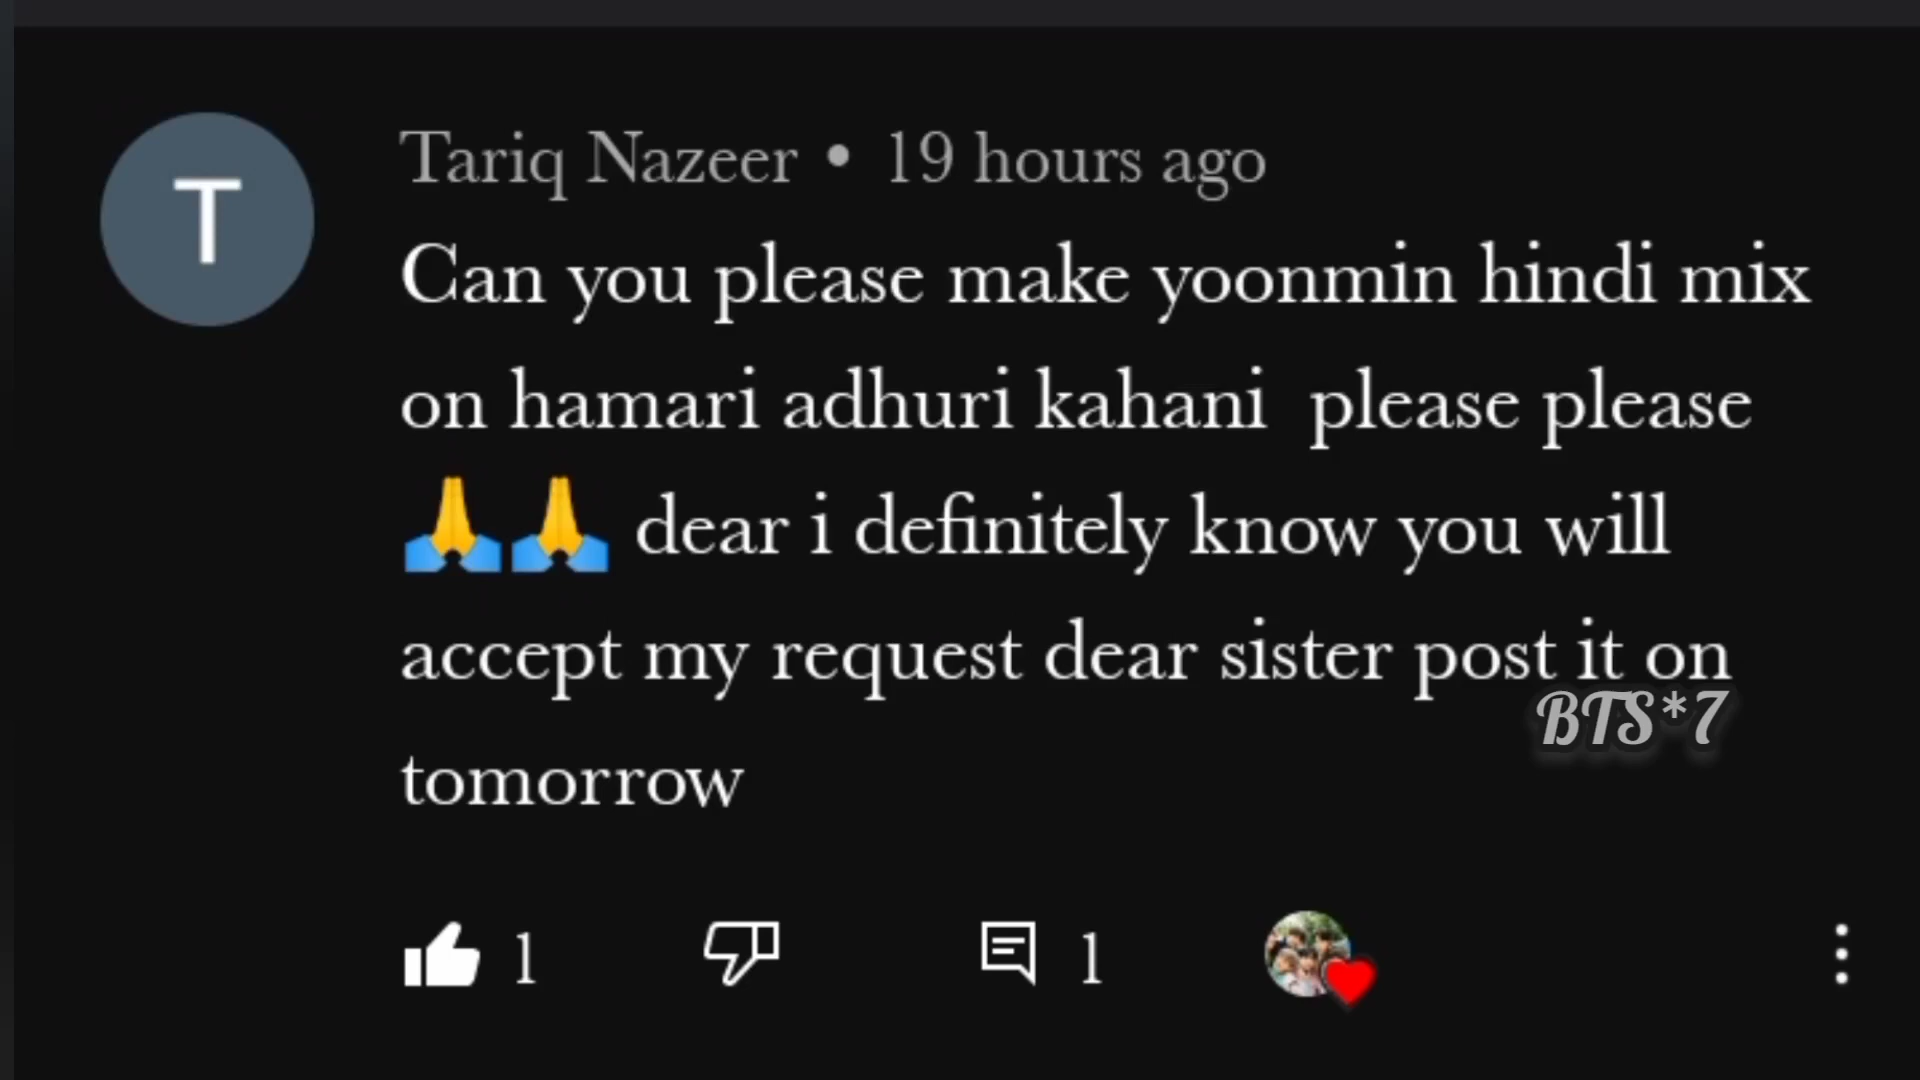 T
Tariq Nazeer • 19 hours ago
Can you please make yoonmin hindi mix
on hamari adhuri kahani  please please
🙏🙏 dear i definitely know you will
accept my request dear sister post it on
BTS*7
tomorrow
1
1